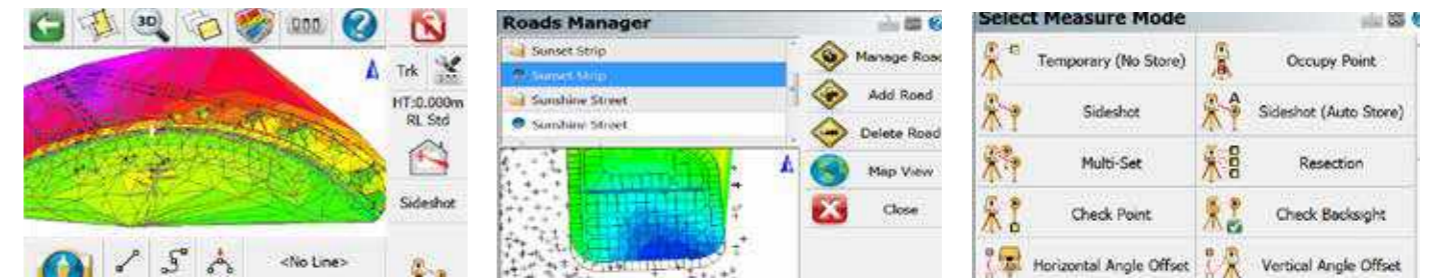 3D
Trk
HT:0.000m
RL Std
Sideshot
<No Line>
Roads Manager
Sunset Strip
Sunset Strip
Sunshine Street
Sunshine Street
Manage Road
Add Road
Delete Road
Map View
Close
Select Measure Mode
Temporary (No Store)
Occupy Point
Sideshot
Sideshot (Auto Store)
Multi-Set
Resection
Check Point
Check Backsight
Horizontal Angle Offset
Vertical Angle Offset